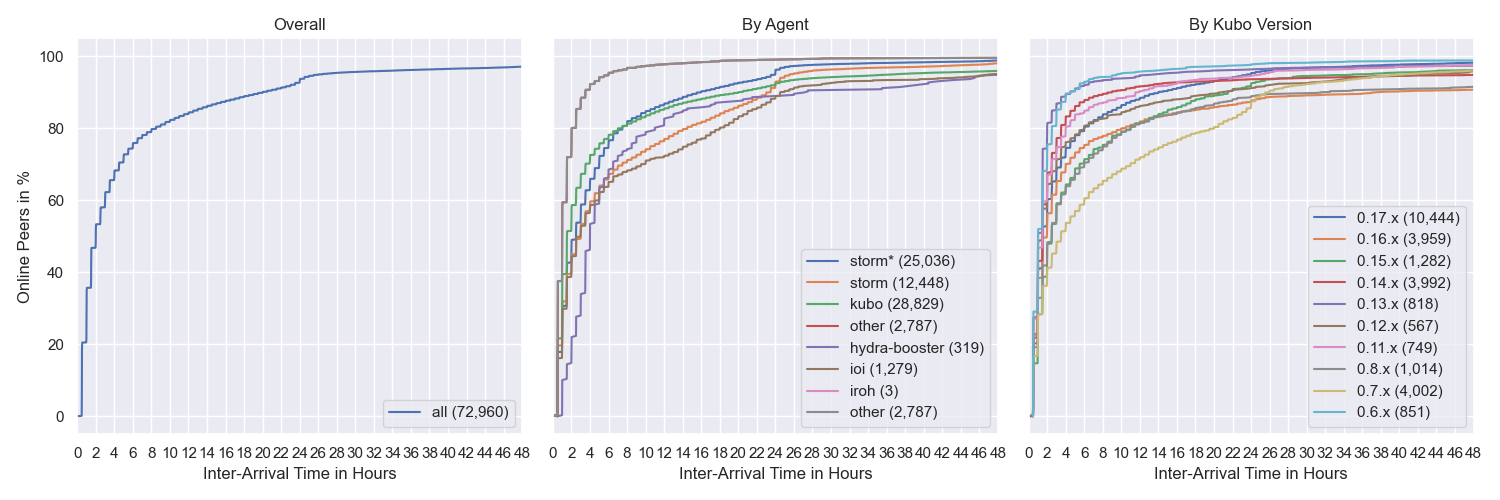 Overall
By Agent
By Kubo Version
Online Peers in %
100
80
60
40
20
0
all (72,960)
0 2 4 6 8 10 12 14 16 18 20 22 24 26 28 30 32 34 36 38 40 42 44 46 48
Inter-Arrival Time in Hours
storm* (25,036)
storm (12,448)
kubo (28,829)
other (2,787)
hydra-booster (319)
ioi (1,279)
iroh (3)
other (2,787)
0 2 4 6 8 10 12 14 16 18 20 22 24 26 28 30 32 34 36 38 40 42 44 46 48
Inter-Arrival Time in Hours
0.17.x (10,444)
0.16.x (3,959)
0.15.x (1,282)
0.14.x (3,992)
0.13.x (818)
0.12.x (567)
0.11.x (749)
0.8.x (1,014)
0.7.x (4,002)
0.6.x (851)
0 2 4 6 8 10 12 14 16 18 20 22 24 26 28 30 32 34 36 38 40 42 44 46 48
Inter-Arrival Time in Hours